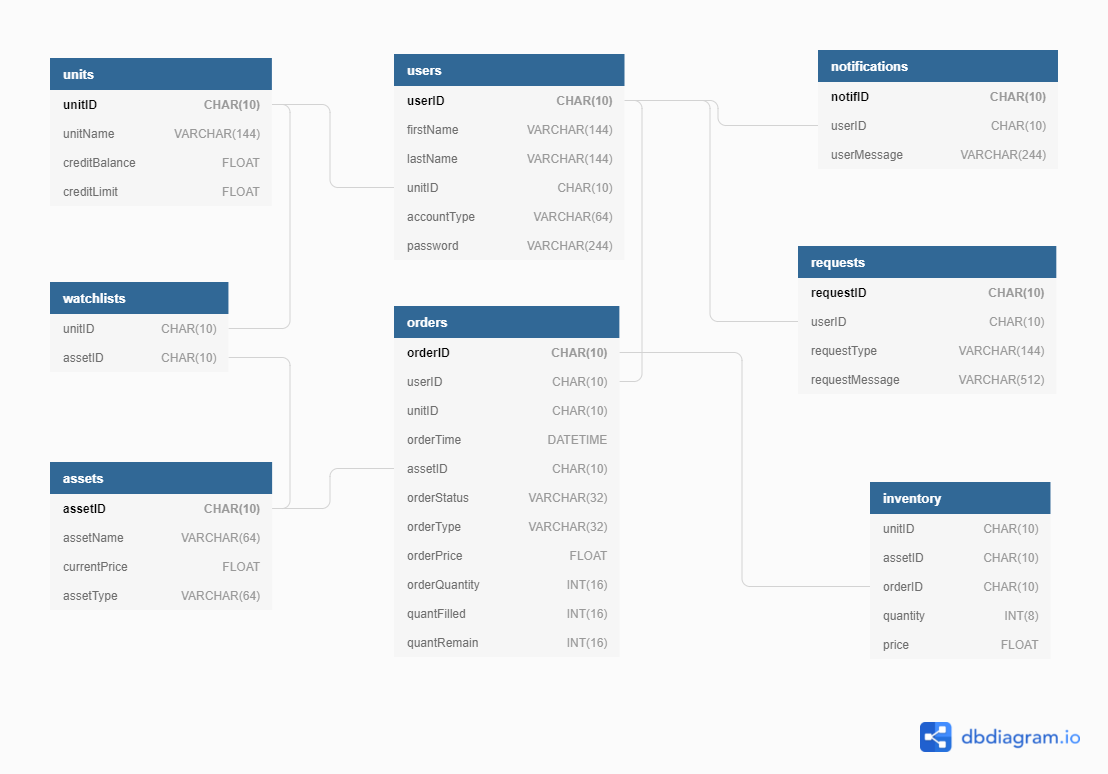 units
unitID CHAR(10)
unitName VARCHAR(144)
creditBalance FLOAT
creditLimit FLOAT
users
userID CHAR(10)
firstName VARCHAR(144)
lastName VARCHAR(144)
unitID CHAR(10)
accountType VARCHAR(64)
password VARCHAR(244)
notifications
notifID CHAR(10)
userID CHAR(10)
userMessage VARCHAR(244)
watchlists
unitID CHAR(10)
assetID CHAR(10)
orders
orderID CHAR(10)
userID CHAR(10)
unitID CHAR(10)
orderTime DATETIME
assetID CHAR(10)
orderStatus VARCHAR(32)
orderType VARCHAR(32)
orderPrice FLOAT
orderQuantity INT(16)
quantFilled INT(16)
quantRemain INT(16)
requests
requestID CHAR(10)
userID CHAR(10)
requestType VARCHAR(144)
requestMessage VARCHAR(512)
assets
assetID CHAR(10)
assetName VARCHAR(64)
currentPrice FLOAT
assetType VARCHAR(64)
inventory
unitID CHAR(10)
assetID CHAR(10)
orderID CHAR(10)
quantity INT(8)
price FLOAT
dbdiagram.io